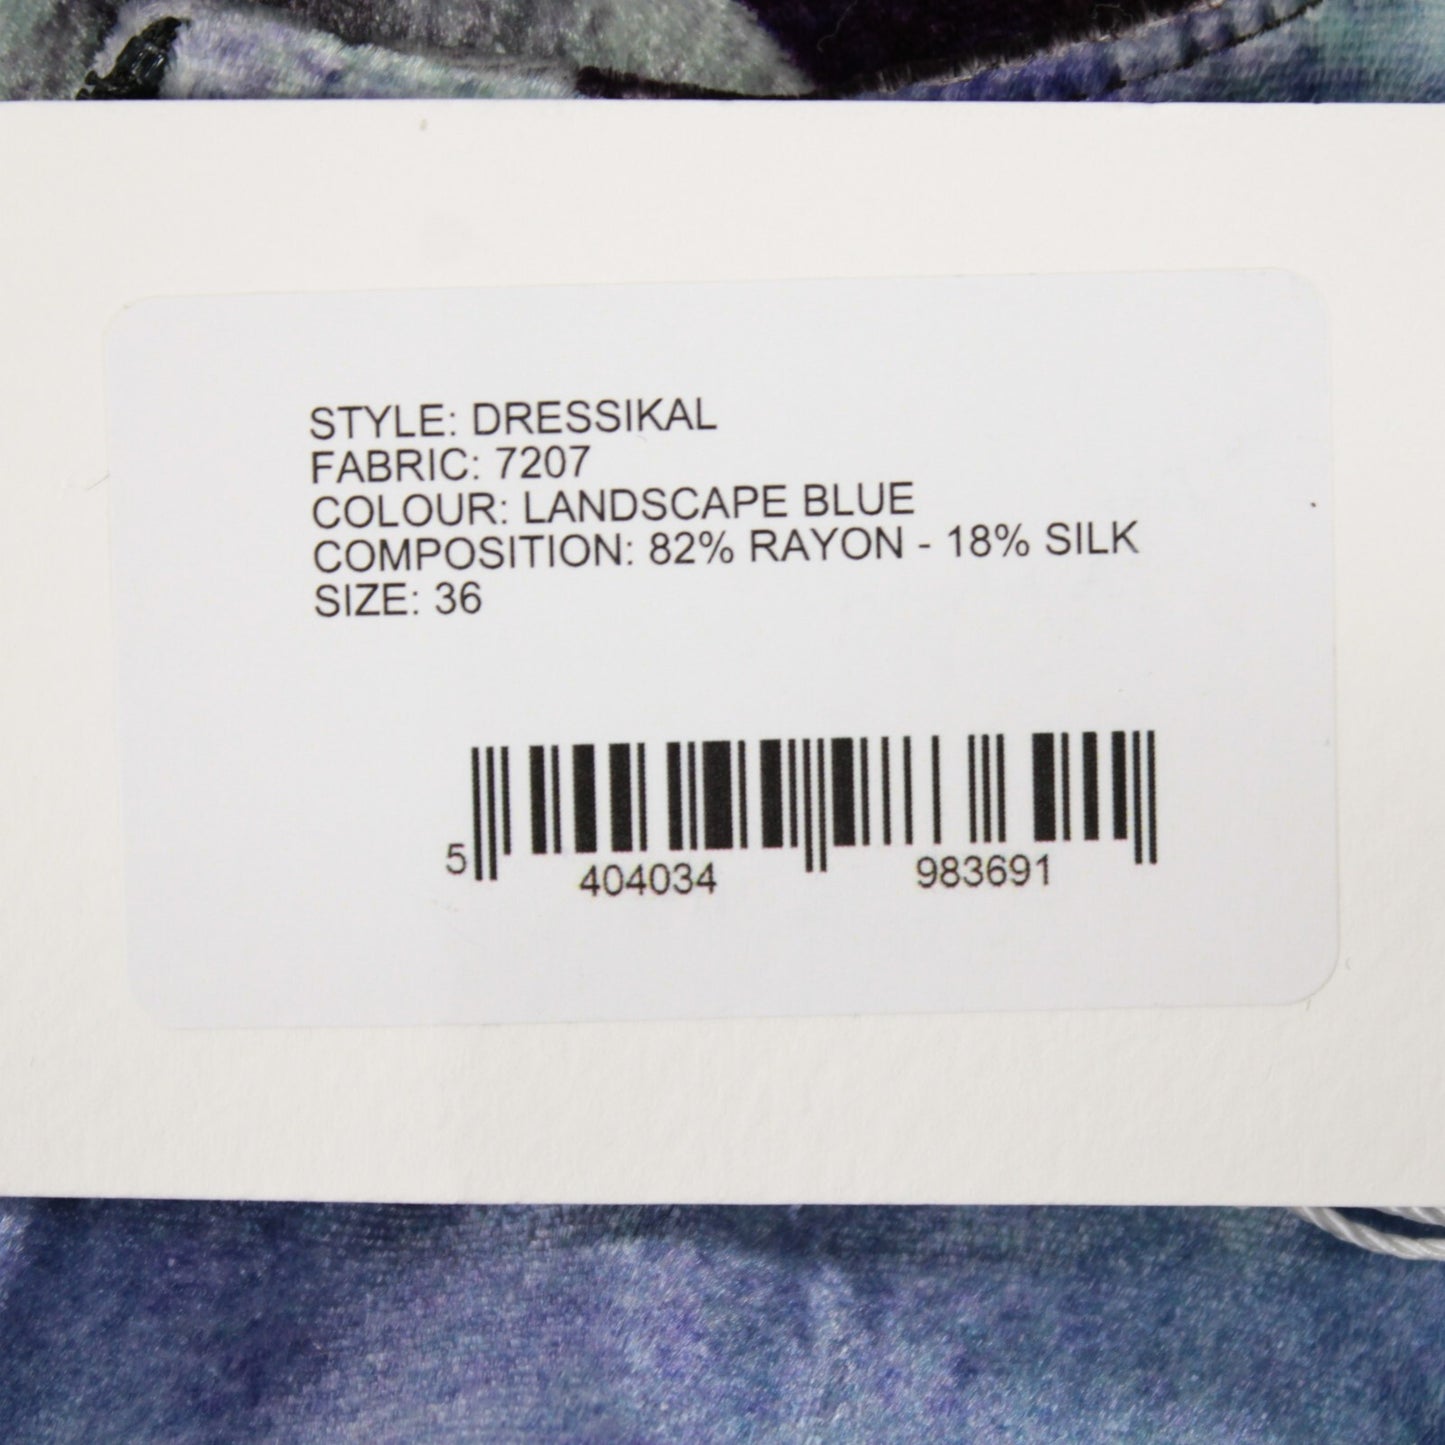 STYLE: DRESSIKAL
FABRIC: 7207
COLOUR: LANDSCAPE BLUE
COMPOSITION: 82% RAYON - 18% SILK
SIZE: 36
5 404034 983691